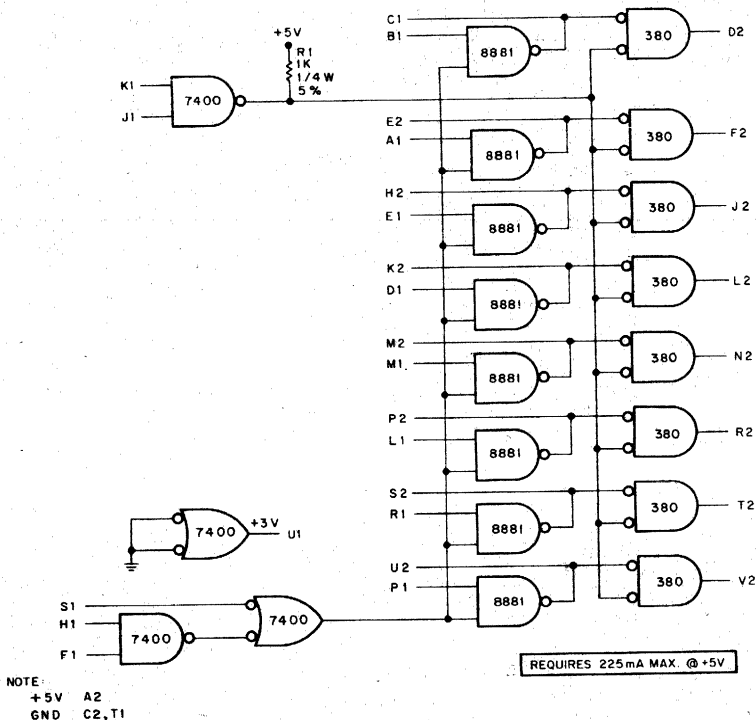 C1
B1
8881
380
D2
+5V
R1
1K
1/4 W
5%
K1
J1
7400
E2
A1
8881
380
F2
H2
E1
8881
380
J2
K2
D1
8881
380
L2
M2
M1
8881
380
N2
P2
L1
8881
380
R2
S2
R1
8881
380
T2
U2
P1
8881
380
V2
7400
+3V
U1
S1
H1
F1
7400
7400
REQUIRES 225mA MAX. @ +5V
NOTE:
+5V A2
GND C2, T1